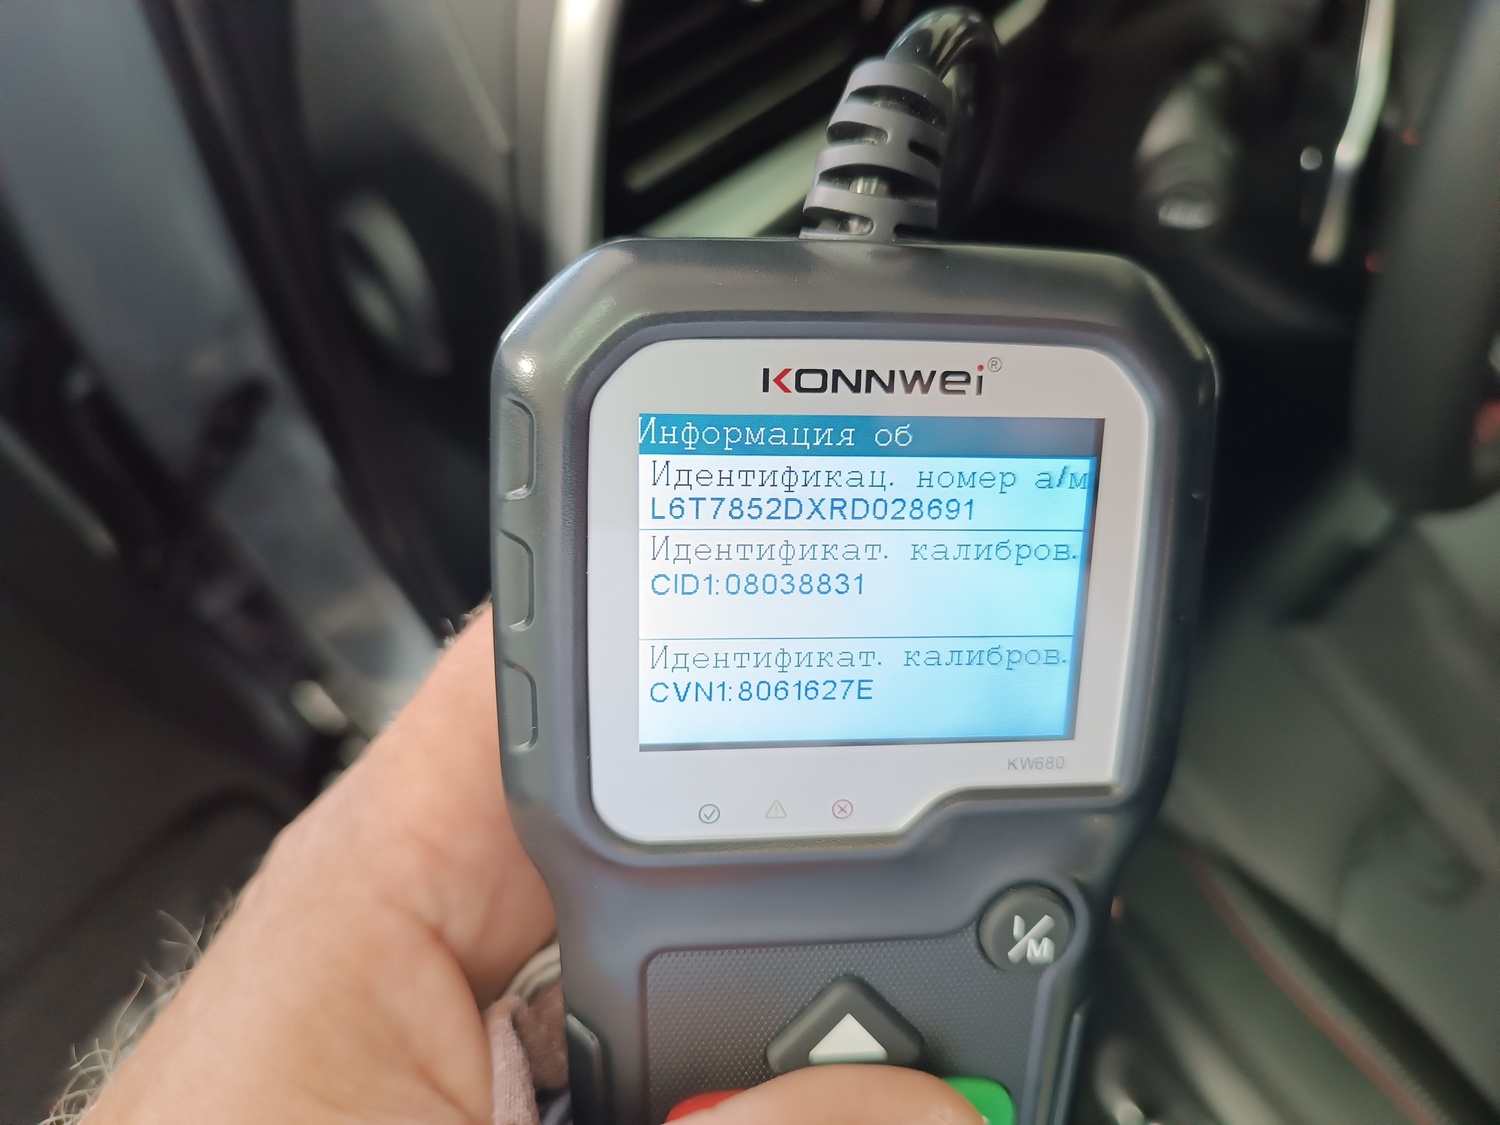 KONNWEI®
Информация об
Идентификац. номер а/м
L6T7852DXRD028691
Идентификат. калибров.
CID1:08038831
Идентификат. калибров.
CVN1:8061627E
KW680
I/M